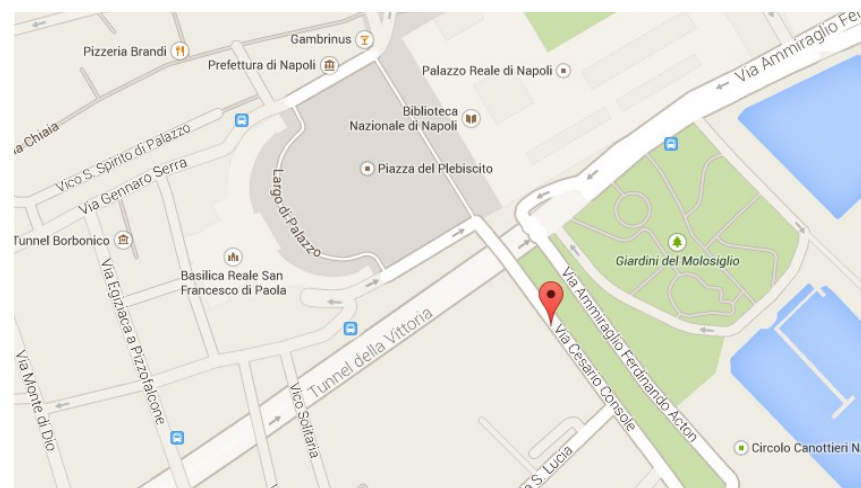 Gambrinus
Pizzeria Brandi
Prefettura di Napoli
Via Ammiraglio Fer
Palazzo Reale di Napoli
Biblioteca
Nazionale di Napoli
a Chiaia
Vico S. Spirito di Palazzo
Piazza del Plebiscito
Via Gennaro Serra
Largo di Palazzo
Tunnel Borbonico
Basilica Reale San
Francesco di Paola
Giardini del Molosiglio
Via Egiziaca a Pizzofalcone
Tunnel della Vittoria
Via Ammiraglio Ferdinando Acton
Via Cesario Console
Via Monte di Dio
Vico Solitaria
a S. Lucia
Circolo Canottieri Na